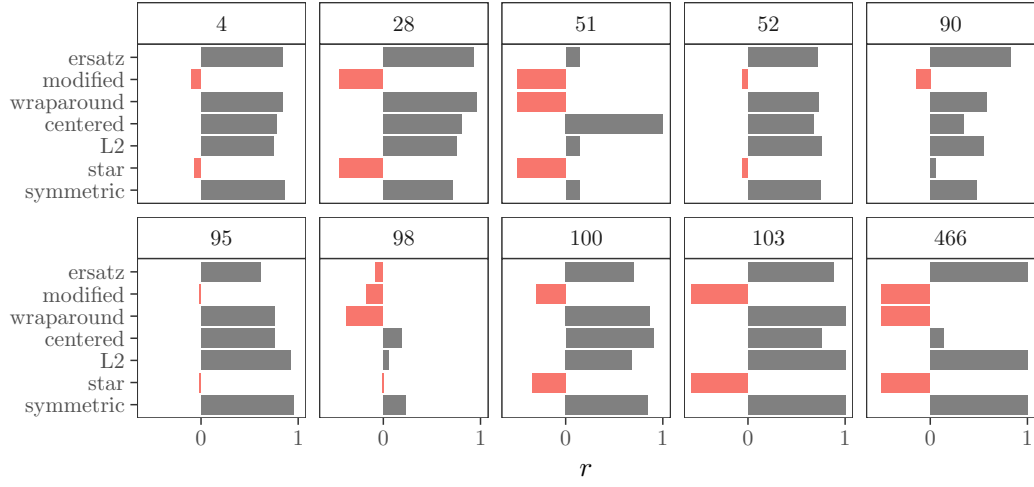 4 28 51 52 90
ersatz
modified
wraparound
centered
L2
star
symmetric
95 98 100 103 466
ersatz
modified
wraparound
centered
L2
star
symmetric
0 1 0 1 0 1 0 1 0 1
r